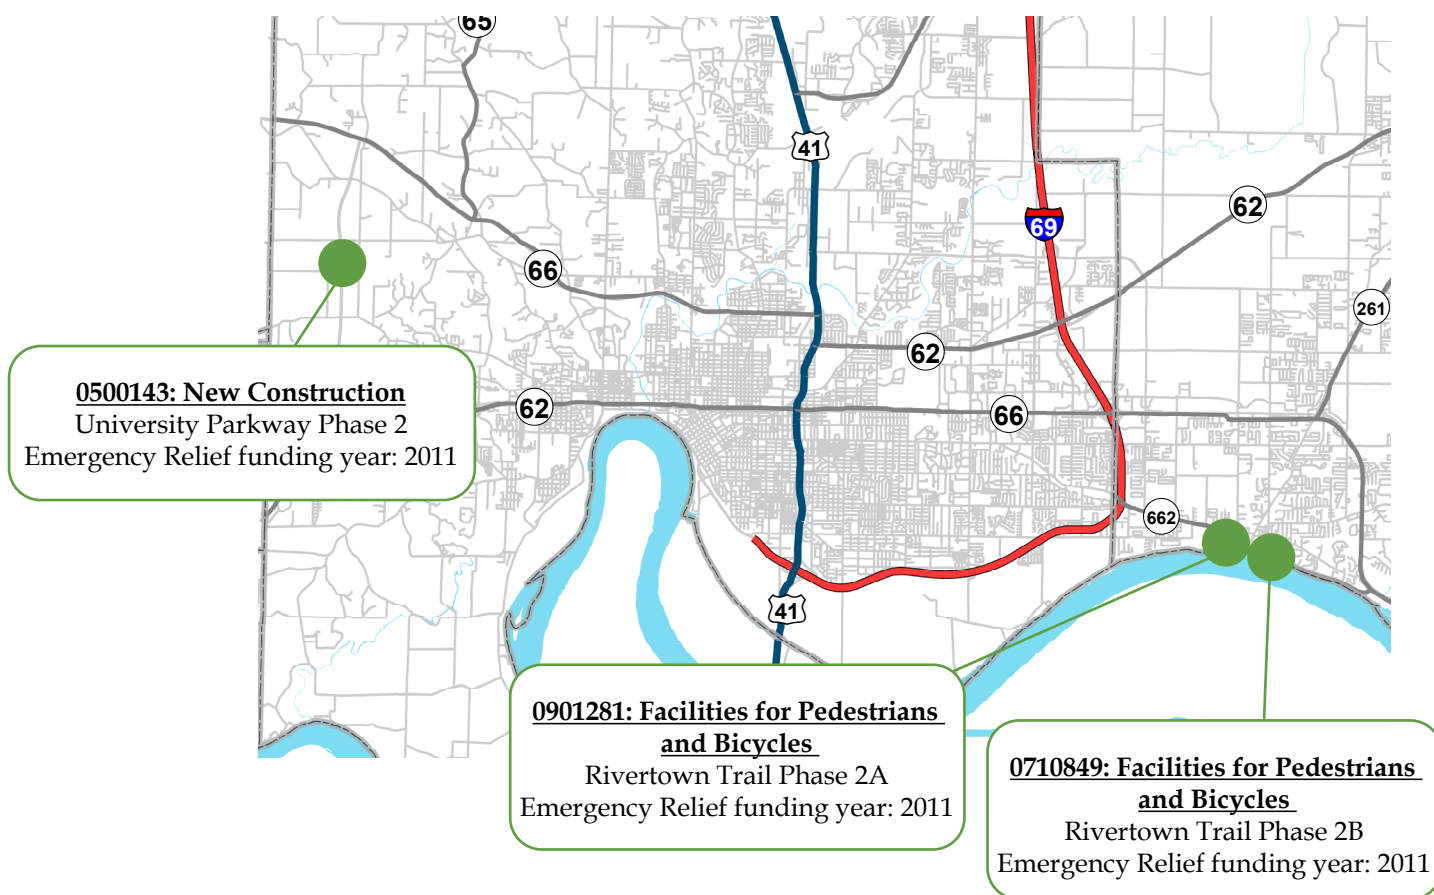 65
41
62
69
66
261
62
0500143: New Construction
University Parkway Phase 2
Emergency Relief funding year: 2011
62
66
662
41
0901281: Facilities for Pedestrians
and Bicycles
Rivertown Trail Phase 2A
Emergency Relief funding year: 2011
0710849: Facilities for Pedestrians
and Bicycles
Rivertown Trail Phase 2B
Emergency Relief funding year: 2011